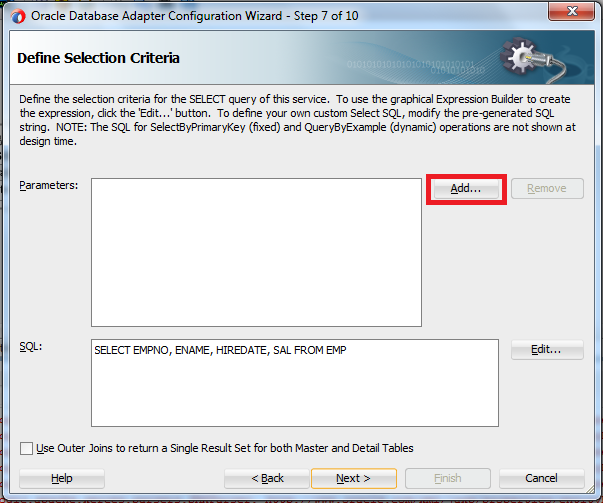 Oracle Database Adapter Configuration Wizard - Step 7 of 10
Define Selection Criteria
Define the selection criteria for the SELECT query of this service.  To use the graphical Expression Builder to create
the expression, click the 'Edit...' button.  To define your own custom Select SQL, modify the pre-generated SQL
string.  NOTE: The SQL for SelectByPrimaryKey (fixed) and QueryByExample (dynamic) operations are not shown at
design time.
Parameters:
Add...
Remove
SQL:
SELECT EMPNO, ENAME, HIREDATE, SAL FROM EMP
Edit...
Use Outer Joins to return a Single Result Set for both Master and Detail Tables
Help
< Back
Next >
Finish
Cancel